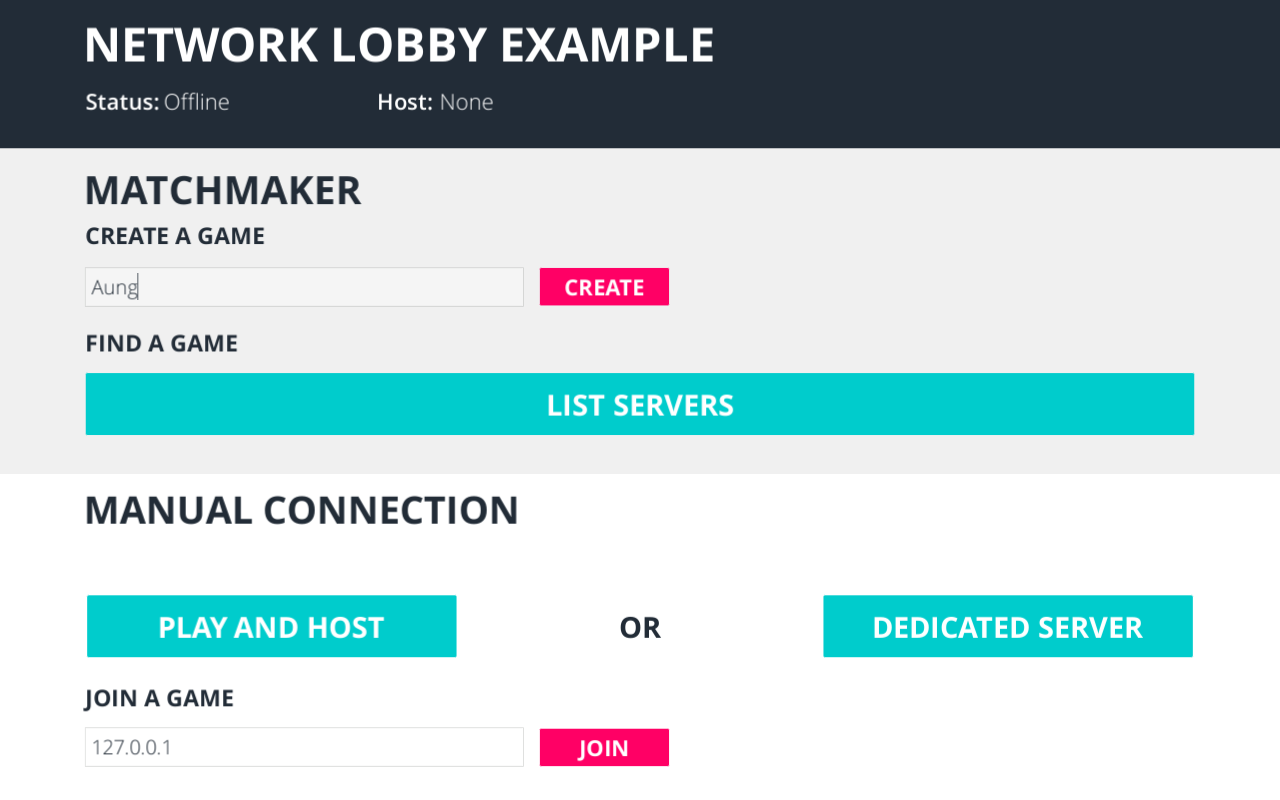 NETWORK LOBBY EXAMPLE
Status: Offline Host: None
MATCHMAKER
CREATE A GAME
Aung CREATE
FIND A GAME
LIST SERVERS
MANUAL CONNECTION
PLAY AND HOST OR DEDICATED SERVER
JOIN A GAME
127.0.0.1 JOIN